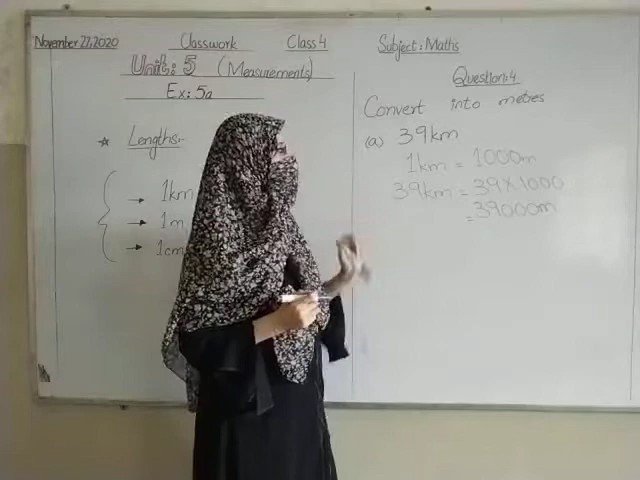 November 27, 2020 Classwork Class 4 Subject: Maths
Unit: 5 (Measurements)
Ex: 5a
* Lengths:-
→ 1km
→ 1m
→ 1cm
Question: 4
Convert into metres
(a) 39km
1km = 1000m
39km = 39×1000
= 39000m